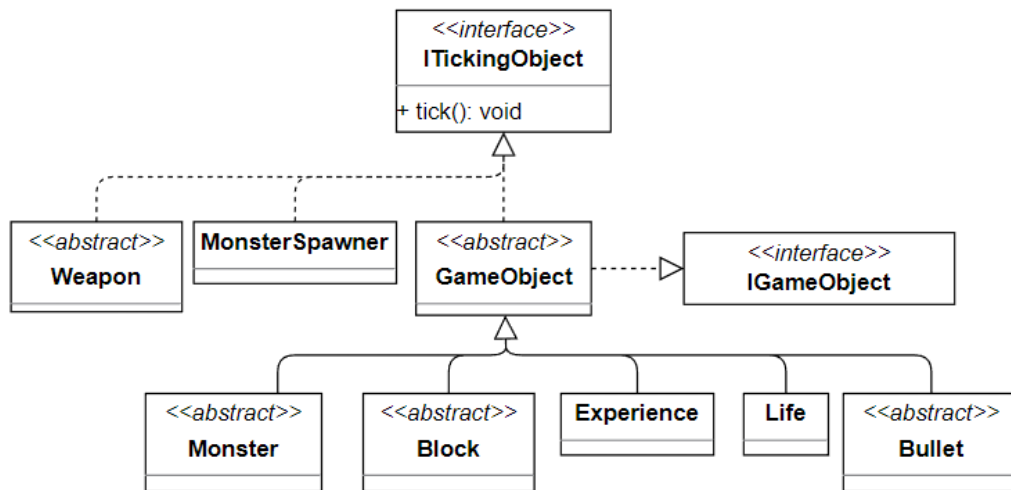 <<interface>>
ITickingObject
+ tick(): void
<<abstract>>
Weapon
MonsterSpawner
<<abstract>>
GameObject
<<interface>>
IGameObject
<<abstract>>
Monster
<<abstract>>
Block
Experience
Life
<<abstract>>
Bullet